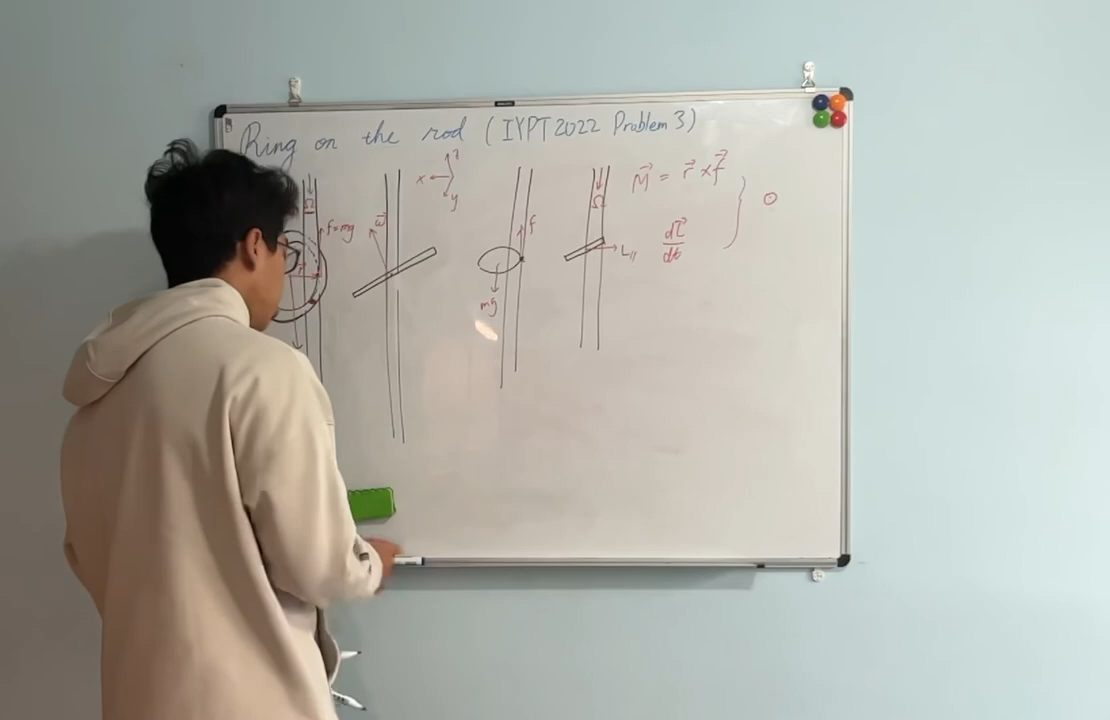 Ring on the rod (IYPT 2022 Problem 3)
Ω
f=mg
r
ω
x
z
y
f
mg
Ω
L||
M = r × f
dL/dt
0